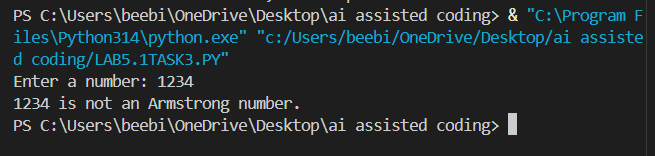 PS C:\Users\beebi\OneDrive\Desktop\ai assisted coding> & "C:\Program F
iles\Python314\python.exe" "c:/Users/beebi/OneDrive/Desktop/ai assiste
d coding/LAB5.1TASK3.PY"
Enter a number: 1234
1234 is not an Armstrong number.
PS C:\Users\beebi\OneDrive\Desktop\ai assisted coding>